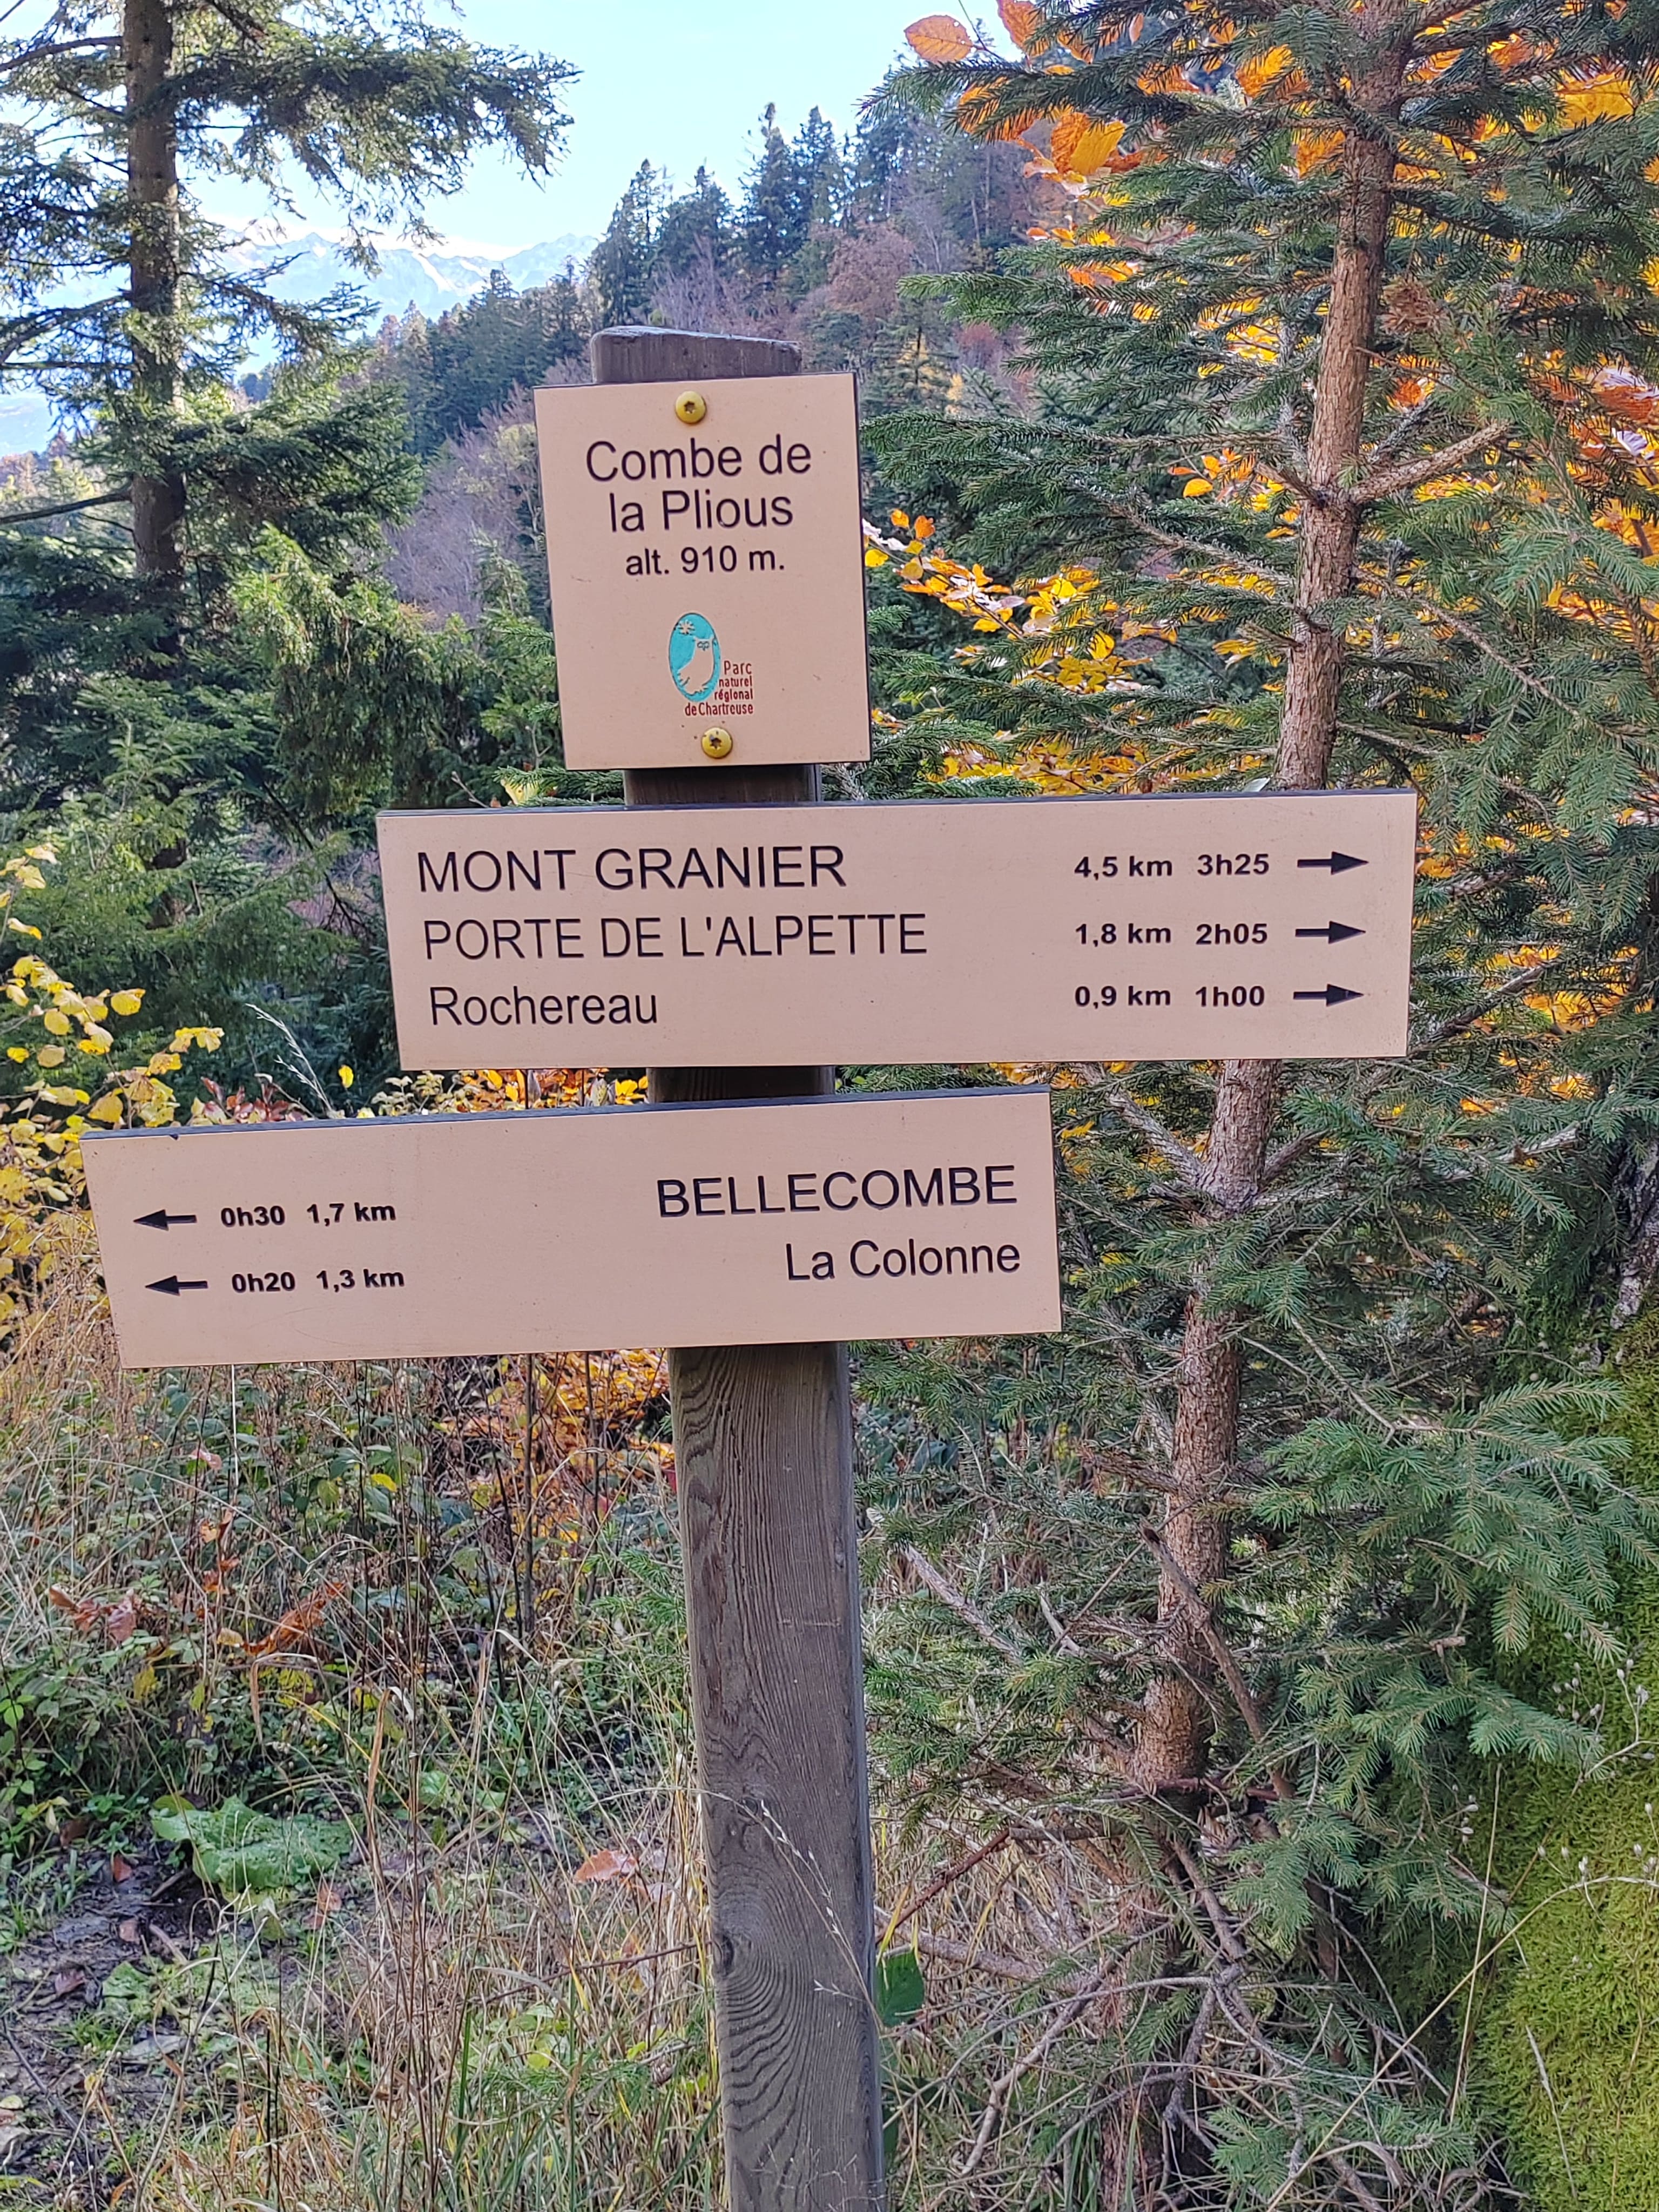 Combe de
la Plious
alt. 910 m.
Parc
naturel
régional
de Chartreuse
MONT GRANIER 4,5 km 3h25
PORTE DE L'ALPETTE 1,8 km 2h05
Rochereau 0,9 km 1h00
0h30 1,7 km BELLECOMBE
0h20 1,3 km La Colonne